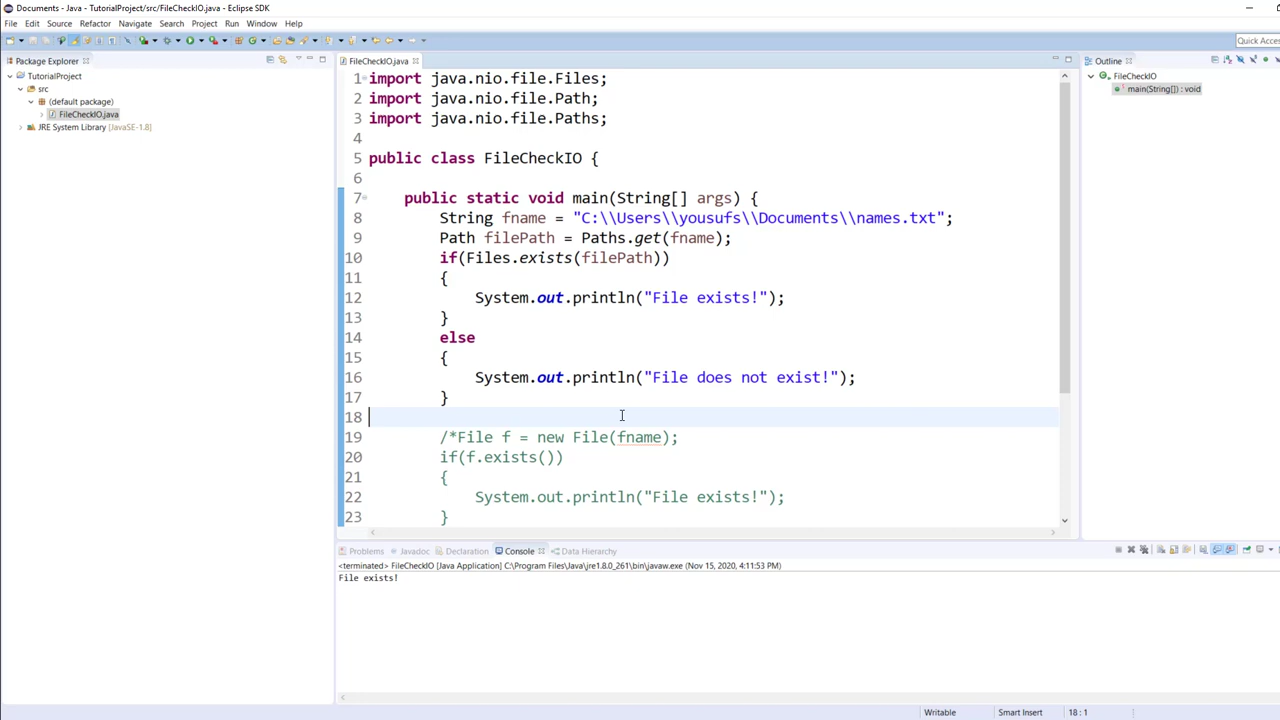 Documents - Java - TutorialProject/src/FileCheckIO.java - Eclipse SDK
File Edit Source Refactor Navigate Search Project Run Window Help
Quick Acces
Package Explorer
TutorialProject
src
(default package)
FileCheckIO.java
JRE System Library [JavaSE-1.8]
FileCheckIO.java
1 import java.nio.file.Files;
2 import java.nio.file.Path;
3 import java.nio.file.Paths;
4
5 public class FileCheckIO {
6
7 public static void main(String[] args) {
8 String fname = "C:\\Users\\yousufs\\Documents\\names.txt";
9 Path filePath = Paths.get(fname);
10 if(Files.exists(filePath))
11 {
12 System.out.println("File exists!");
13 }
14 else
15 {
16 System.out.println("File does not exist!");
17 }
18
19 /*File f = new File(fname);
20 if(f.exists())
21 {
22 System.out.println("File exists!");
23 }
Outline
FileCheckIO
main(String[]) : void
Problems Javadoc Declaration Console Data Hierarchy
<terminated> FileCheckIO [Java Application] C:\Program Files\Java\jre1.8.0_261\bin\javaw.exe (Nov 15, 2020, 4:11:53 PM)
File exists!
Writable Smart Insert 18 : 1